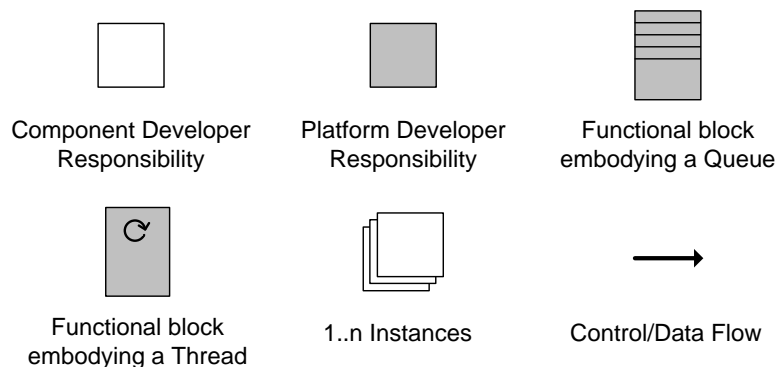 Component Developer
Responsibility
Platform Developer
Responsibility
Functional block
embodying a Queue
Functional block
embodying a Thread
1..n Instances
Control/Data Flow